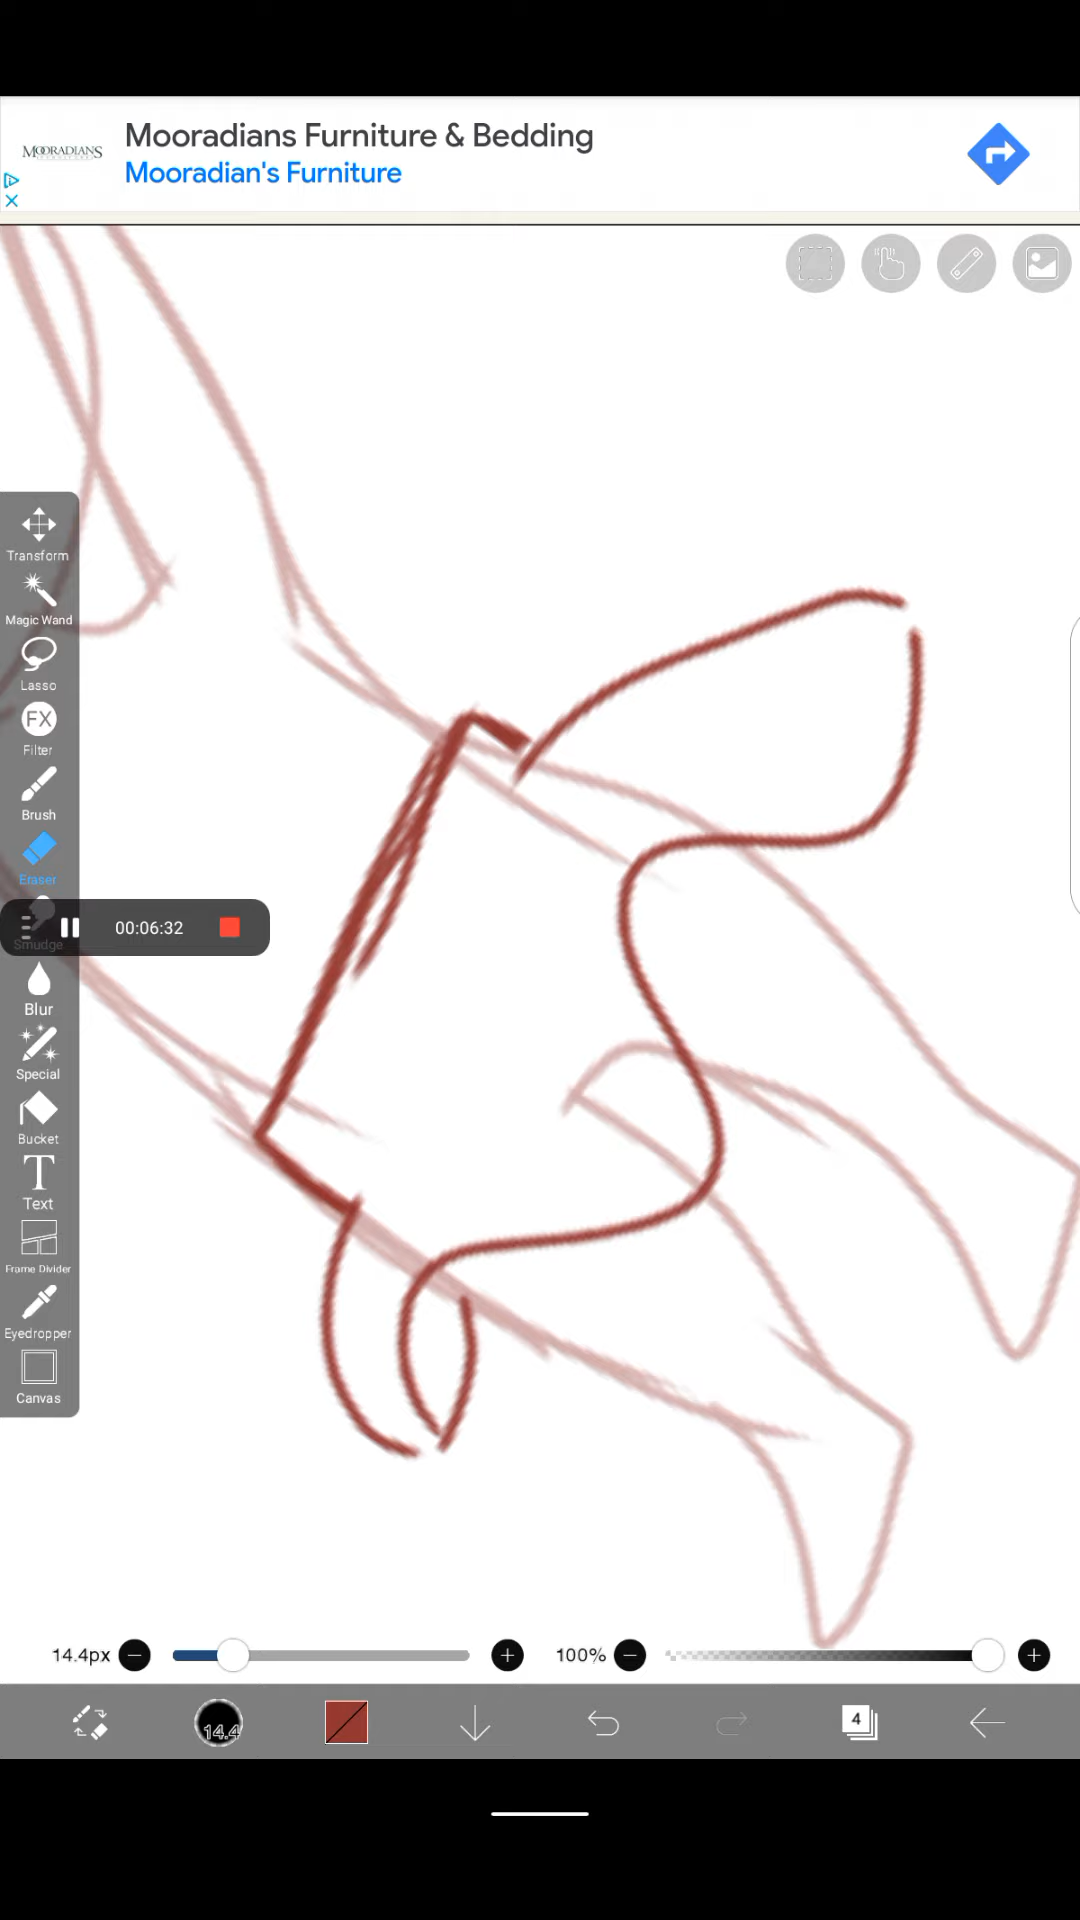 MOORADIANS
Mooradians Furniture & Bedding
Mooradian's Furniture
Transform
Magic Wand
Lasso
FX
Filter
Brush
Eraser
00:06:32
Smudge
Blur
Special
Bucket
T
Text
Frame Divider
Eyedropper
Canvas
14.4px
100%
14.4
4